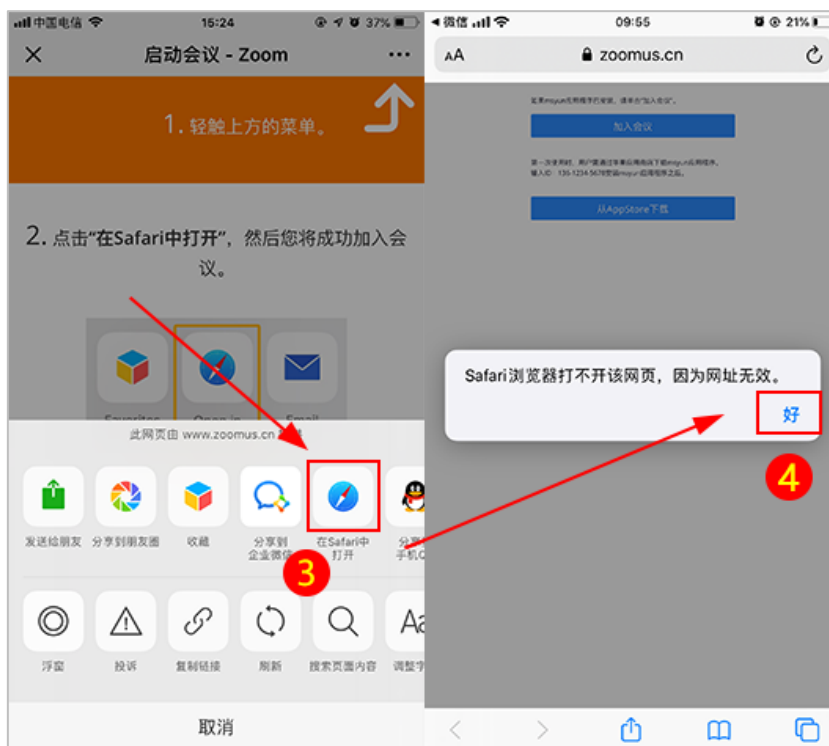 中国电信
15:24
37%
启动会议 - Zoom
1. 轻触上方的菜单。
2. 点击“在Safari中打开”，然后您将成功加入会
议。
此网页由 www.zoomus.cn
发送给朋友
分享到朋友圈
收藏
分享到
企业微信
在Safari中
打开
手机Q
3
浮窗
投诉
复制链接
刷新
搜索页面内容
调整字
取消
微信
09:55
21%
AA
zoomus.cn
加入会议
从AppStore下载
Safari浏览器打不开该网页，因为网址无效。
好
4